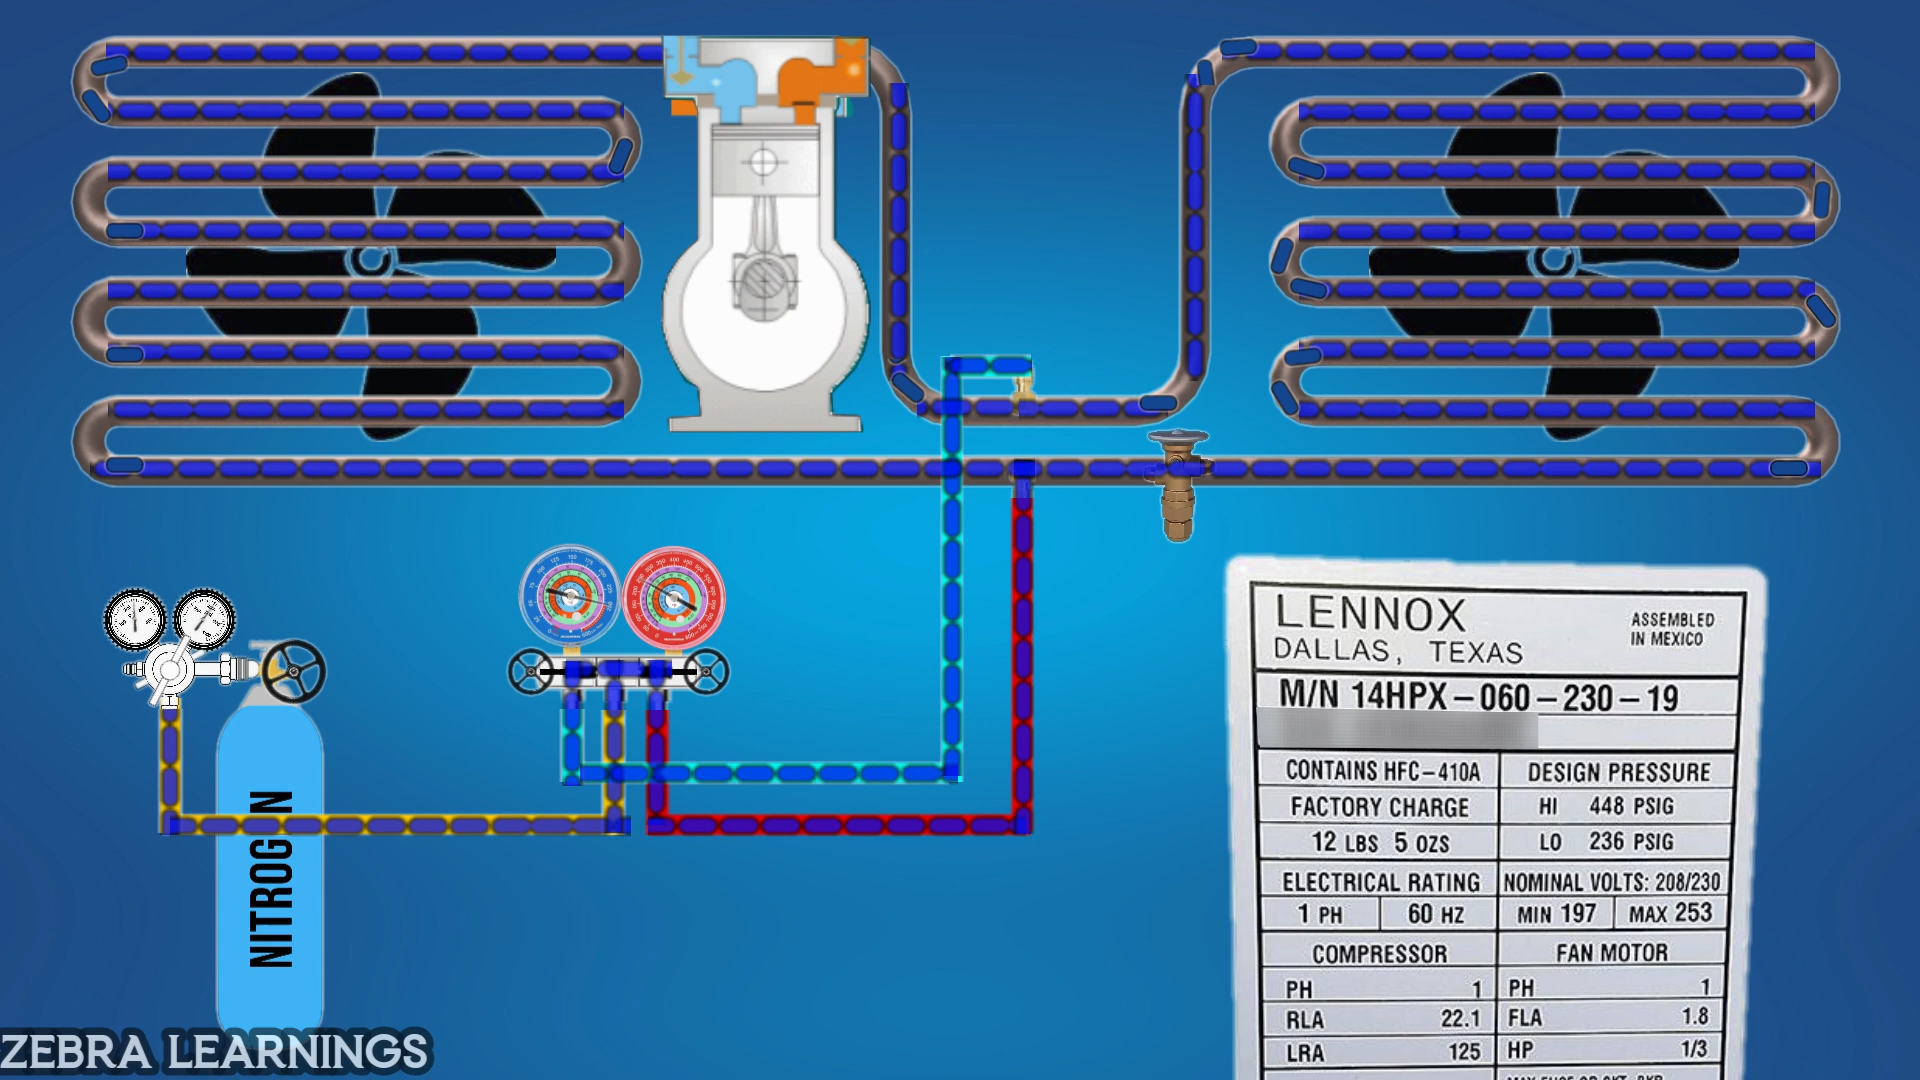 NITROGEN
LENNOX
DALLAS, TEXAS
ASSEMBLED
IN MEXICO
M/N 14HPX-060-230-19
CONTAINS HFC-410A
DESIGN PRESSURE
FACTORY CHARGE
HI 448 PSIG
12 LBS 5 OZS
LO 236 PSIG
ELECTRICAL RATING
NOMINAL VOLTS: 208/230
1 PH
60 HZ
MIN 197
MAX 253
COMPRESSOR
FAN MOTOR
PH 1
PH 1
RLA 22.1
FLA 1.8
LRA 125
HP 1/3
ZEBRA LEARNINGS